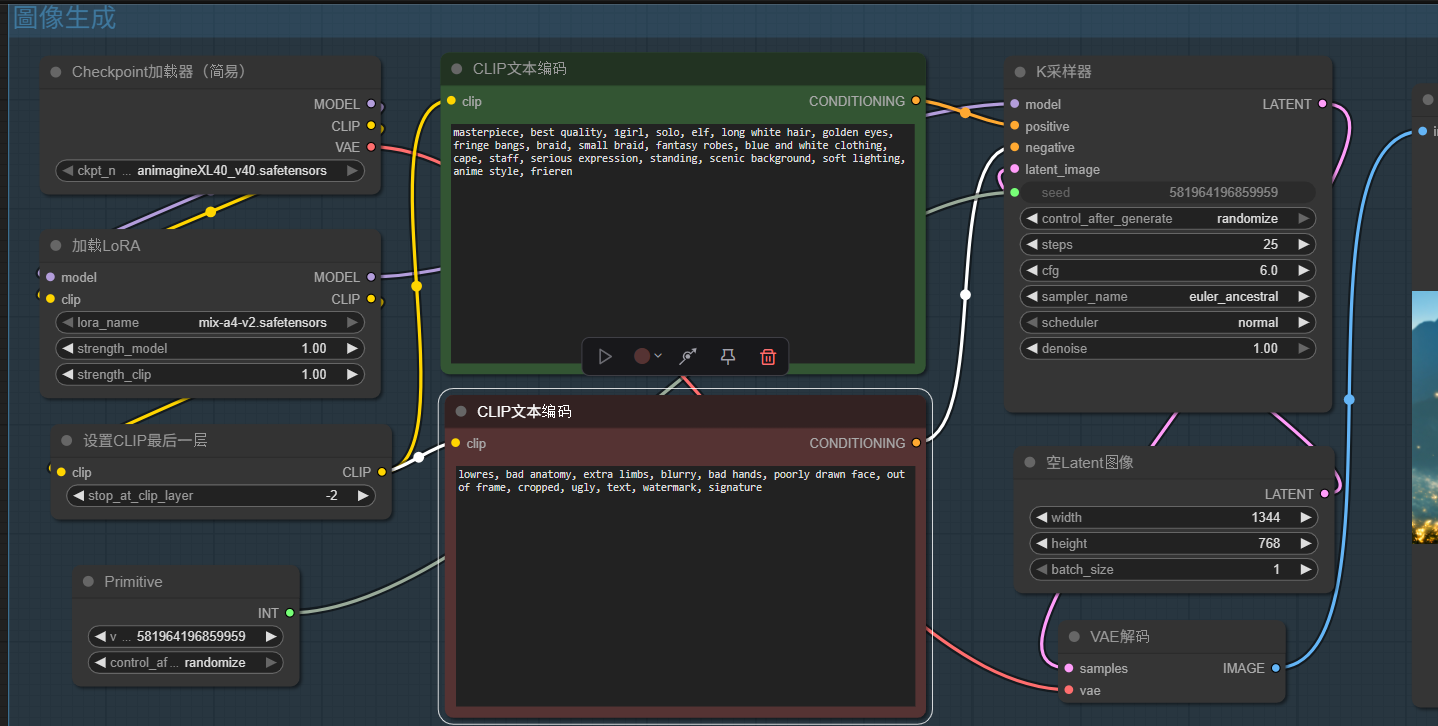 圖像生成
Checkpoint加载器（简易）
MODEL
CLIP
VAE
ckpt_n ... animagineXL40_v40.safetensors
加载LoRA
model MODEL
clip CLIP
lora_name mix-a4-v2.safetensors
strength_model 1.00
strength_clip 1.00
设置CLIP最后一层
clip CLIP
stop_at_clip_layer -2
Primitive
INT
v ... 581964196859959
control_af ... randomize
CLIP文本编码
clip CONDITIONING
masterpiece, best quality, 1girl, solo, elf, long white hair, golden eyes,
fringe bangs, braid, small braid, fantasy robes, blue and white clothing,
cape, staff, serious expression, standing, scenic background, soft lighting,
anime style, frieren
CLIP文本编码
clip CONDITIONING
lowres, bad anatomy, extra limbs, blurry, bad hands, poorly drawn face, out
of frame, cropped, ugly, text, watermark, signature
K采样器
model LATENT
positive
negative
latent_image
seed 581964196859959
control_after_generate randomize
steps 25
cfg 6.0
sampler_name euler_ancestral
scheduler normal
denoise 1.00
空Latent图像
LATENT
width 1344
height 768
batch_size 1
VAE解码
samples IMAGE
vae